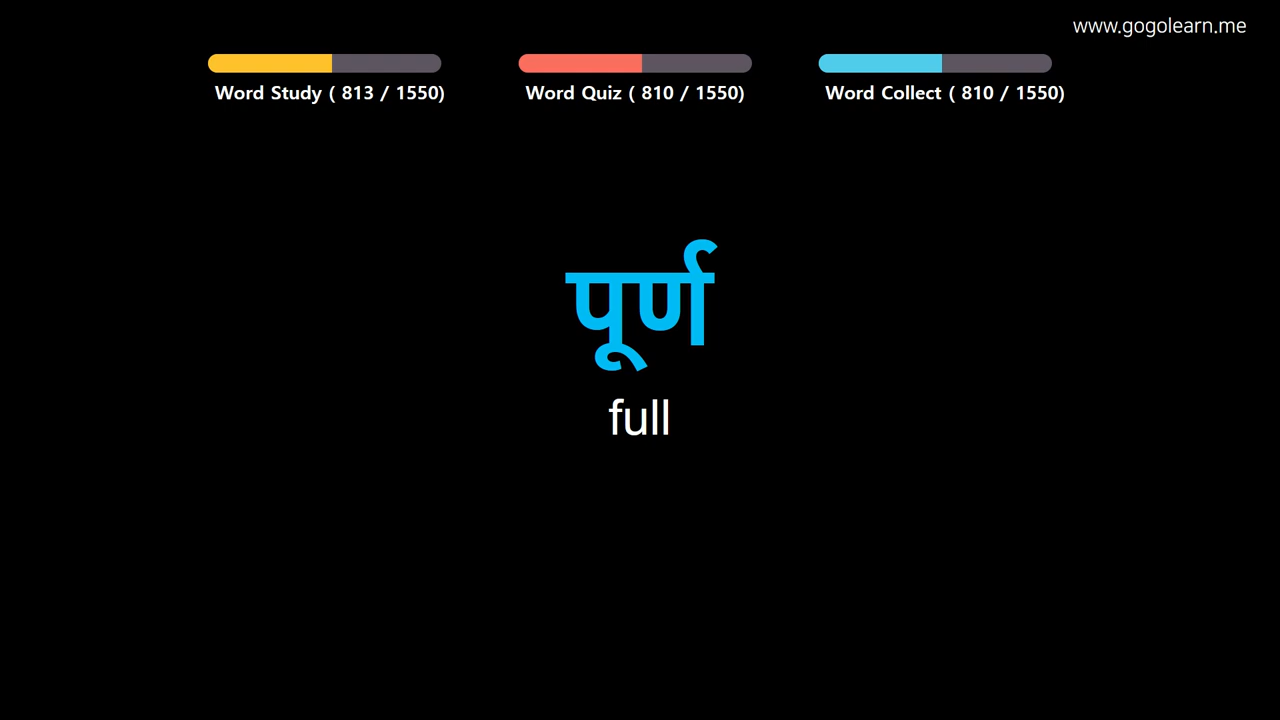 www.gogolearn.me
Word Study ( 813 / 1550)
Word Quiz ( 810 / 1550)
Word Collect ( 810 / 1550)
पूर्ण
full